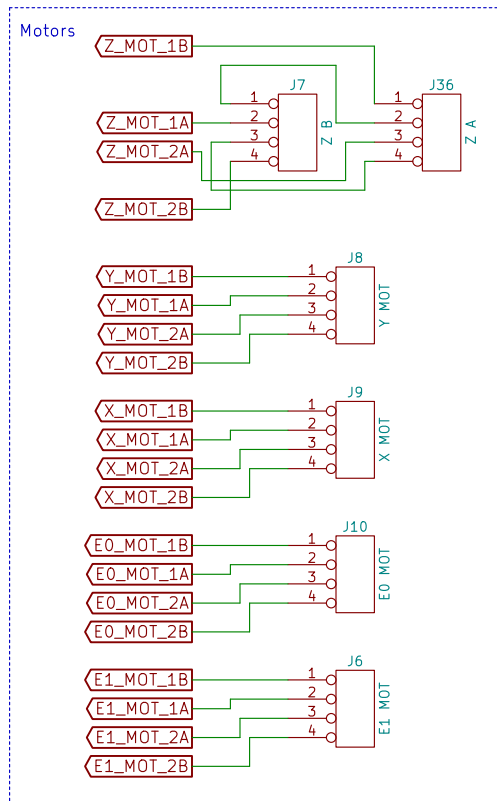 Motors
Z_MOT_1B
J7
J36
1
1
Z_MOT_1A
2
2
Z_MOT_2A
3
3
4
4
Z B
Z A
Z_MOT_2B
J8
Y_MOT_1B
1
Y_MOT_1A
2
Y_MOT_2A
3
Y_MOT_2B
4
Y MOT
J9
X_MOT_1B
1
X_MOT_1A
2
X_MOT_2A
3
X_MOT_2B
4
X MOT
J10
E0_MOT_1B
1
E0_MOT_1A
2
E0_MOT_2A
3
E0_MOT_2B
4
E0 MOT
J6
E1_MOT_1B
1
E1_MOT_1A
2
E1_MOT_2A
3
E1_MOT_2B
4
E1 MOT